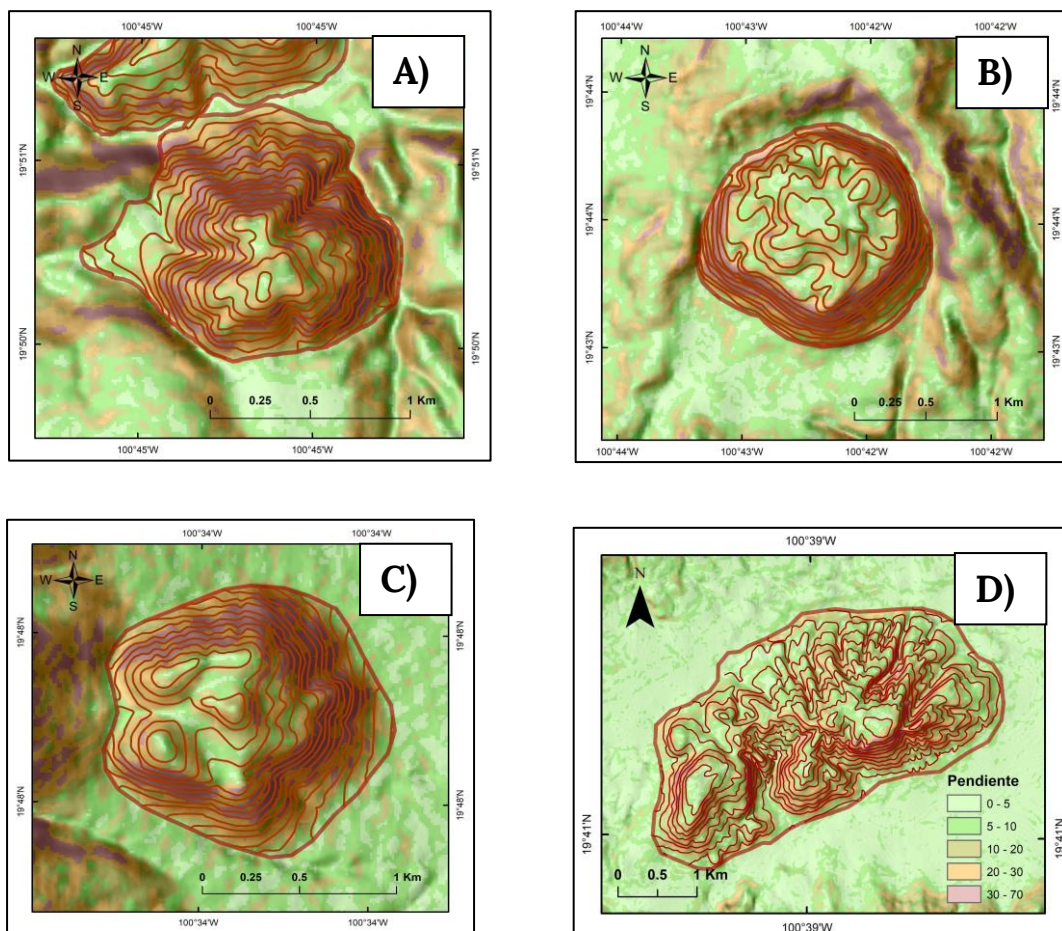 100°45'W 100°45'W
A)
N
W E
S
19°51'N 19°51'N
19°50'N 19°50'N
0 0.25 0.5 1 Km
100°45'W 100°45'W
100°44'W 100°43'W 100°42'W 100°42'W
B)
N
W E
S
19°44'N 19°44'N
19°44'N 19°44'N
19°43'N 19°43'N
0 0.25 0.5 1 Km
100°44'W 100°43'W 100°42'W 100°42'W
100°34'W 100°34'W
C)
N
W E
S
19°48'N 19°48'N
19°48'N 19°48'N
0 0.25 0.5 1 Km
100°34'W 100°34'W
100°39'W
D)
N
Pendiente
0 - 5
5 - 10
10 - 20
20 - 30
30 - 70
19°41'N 19°41'N
0 0.5 1 Km
100°39'W